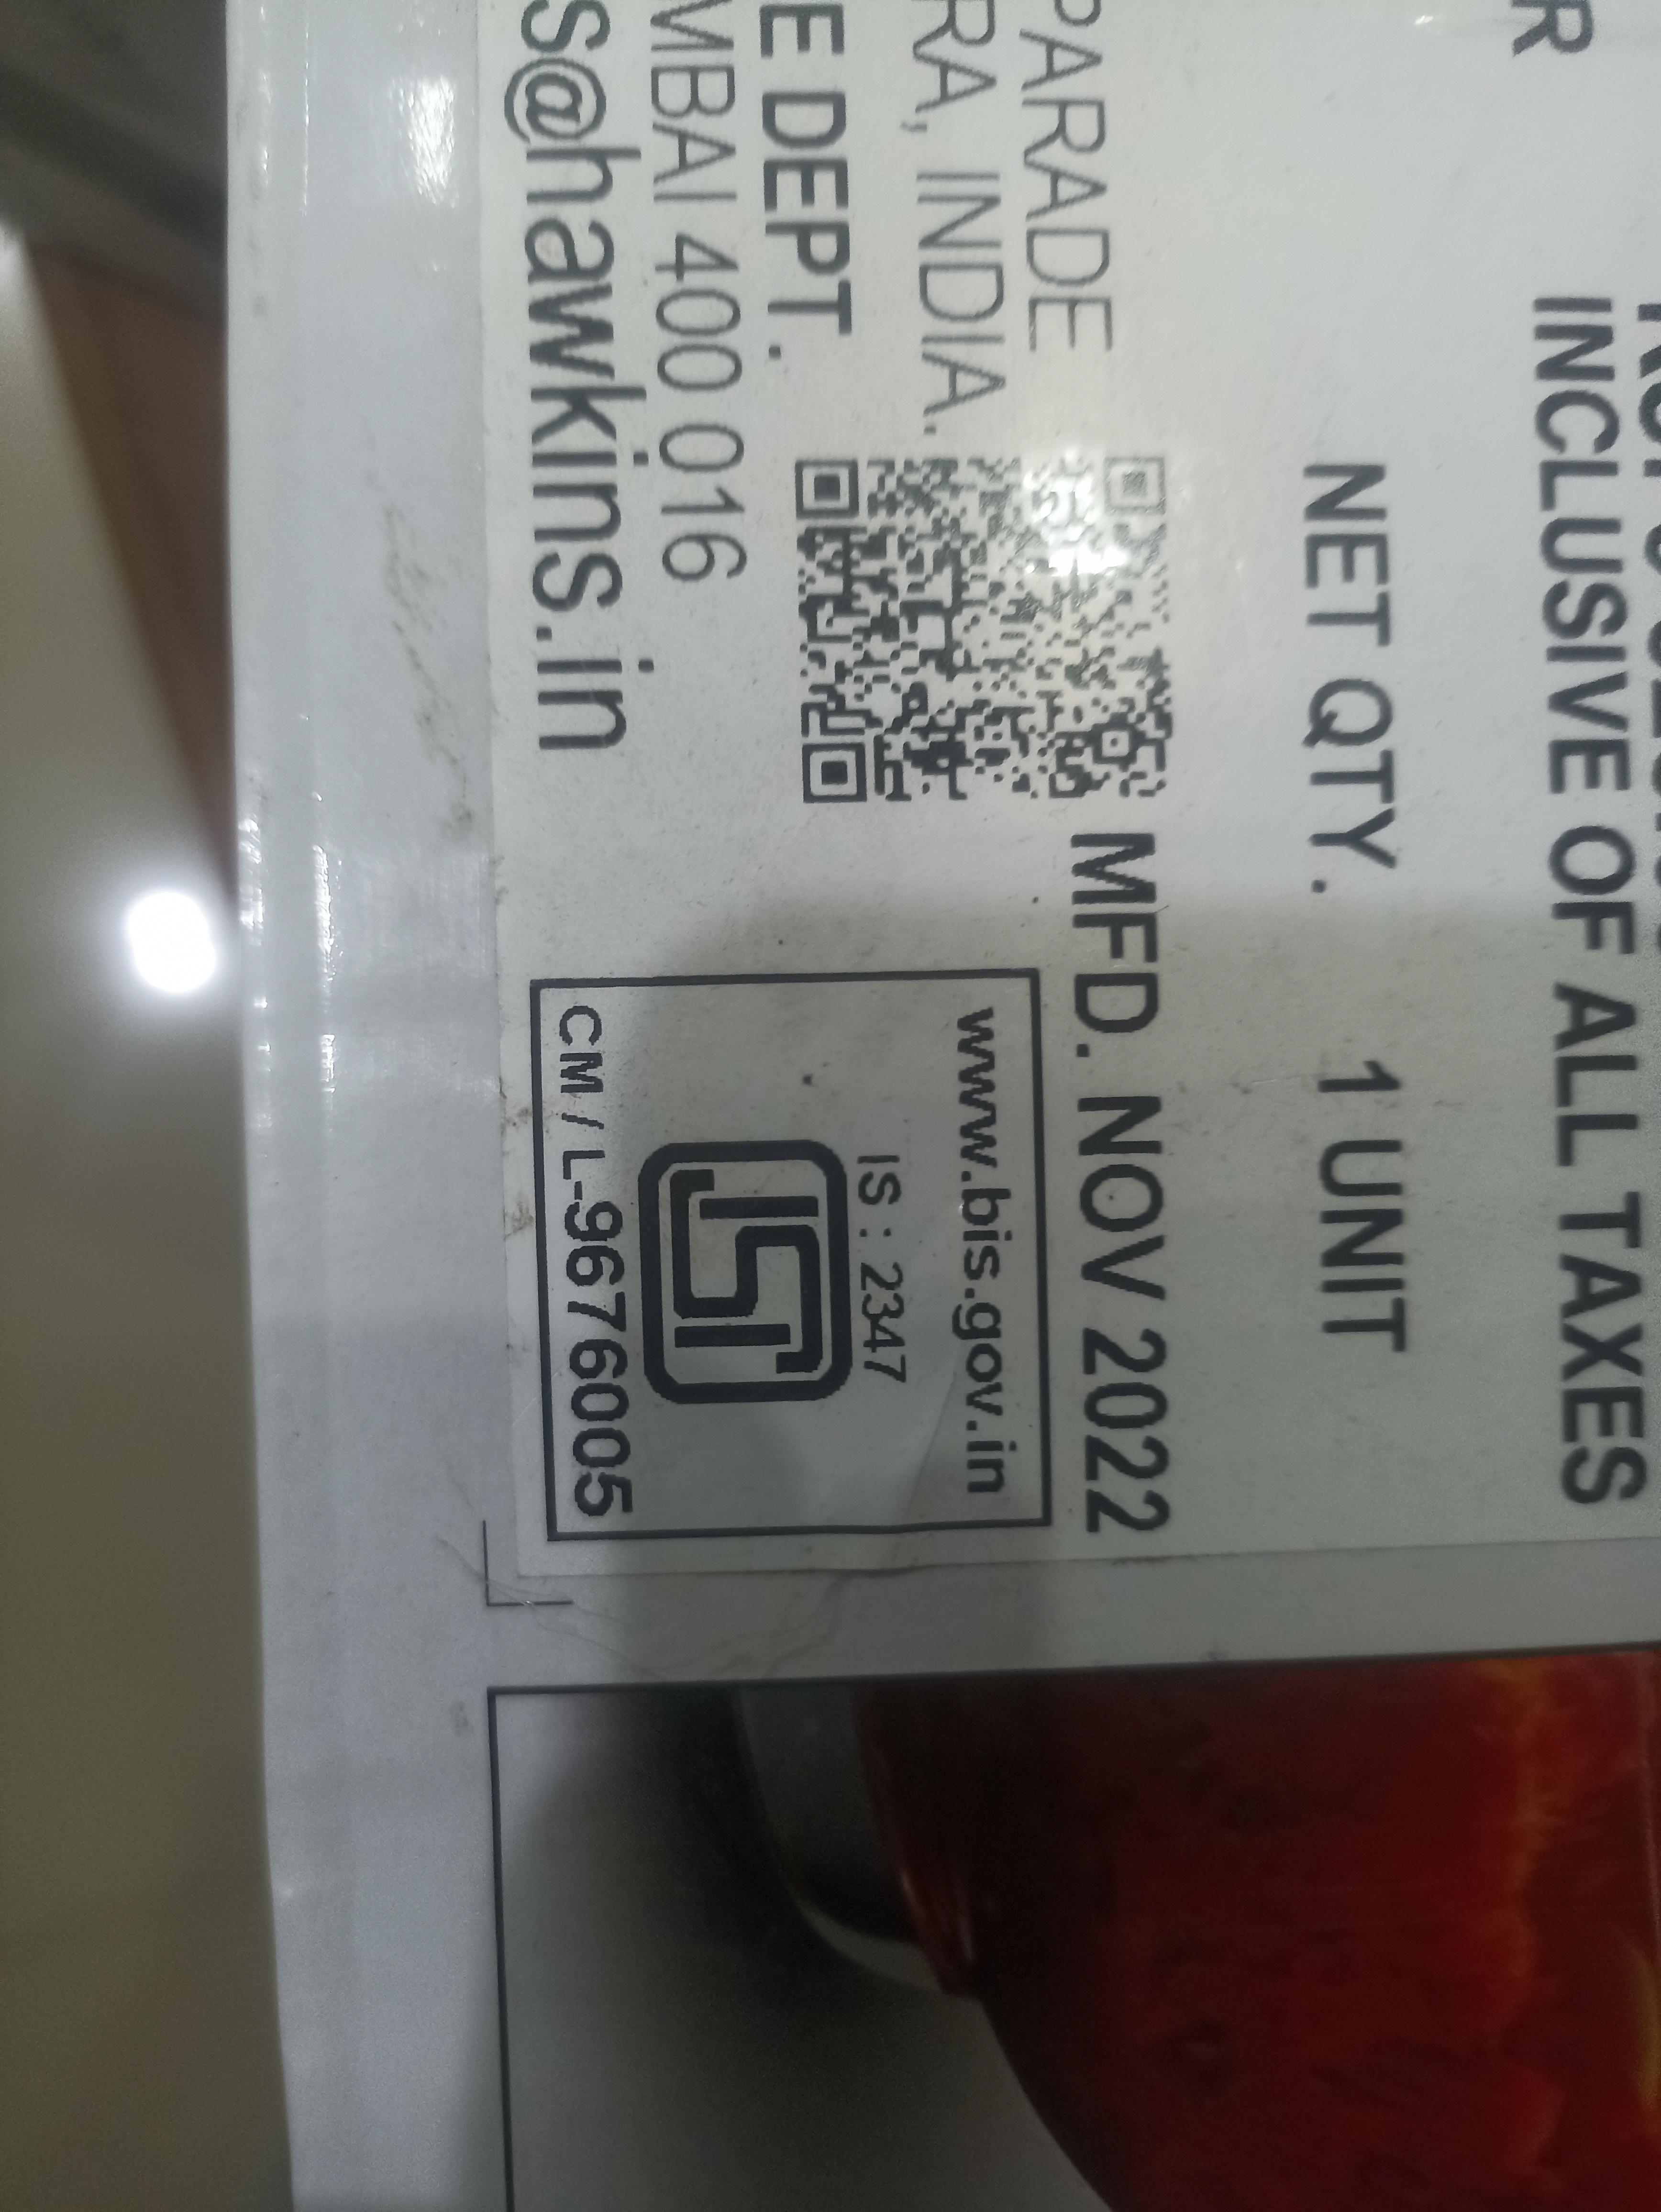 R
INCLUSIVE OF ALL TAXES
NET QTY. 1 UNIT
MFD. NOV 2022
PARADE
RA, INDIA.
E DEPT.
MBAI 400 016
s@hawkins.in
www.bis.gov.in
IS : 2347
CM / L-9676005